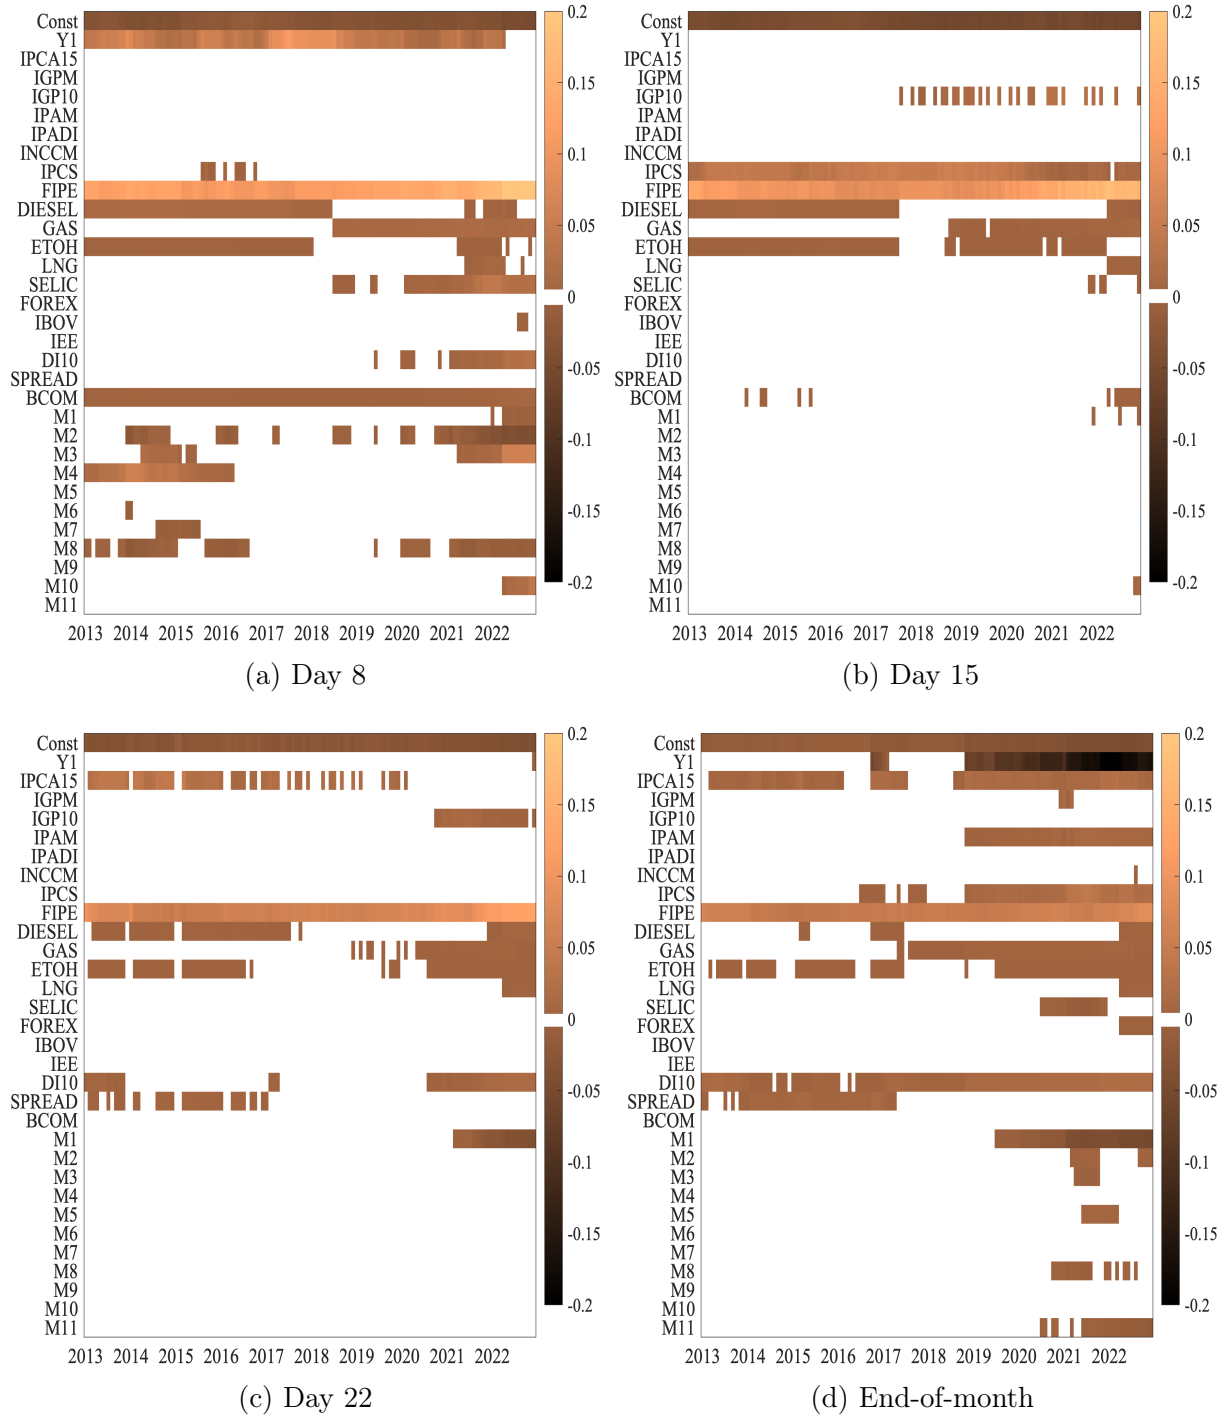 Const
Y1
IPCA15
IGPM
IGP10
IPAM
IPADI
INCCM
IPCS
FIPE
DIESEL
GAS
ETOH
LNG
SELIC
FOREX
IBOV
IEE
DI10
SPREAD
BCOM
M1
M2
M3
M4
M5
M6
M7
M8
M9
M10
M11
2013 2014 2015 2016 2017 2018 2019 2020 2021 2022
0.2
0.15
0.1
0.05
0
-0.05
-0.1
-0.15
-0.2
(a) Day 8
Const
Y1
IPCA15
IGPM
IGP10
IPAM
IPADI
INCCM
IPCS
FIPE
DIESEL
GAS
ETOH
LNG
SELIC
FOREX
IBOV
IEE
DI10
SPREAD
BCOM
M1
M2
M3
M4
M5
M6
M7
M8
M9
M10
M11
2013 2014 2015 2016 2017 2018 2019 2020 2021 2022
0.2
0.15
0.1
0.05
0
-0.05
-0.1
-0.15
-0.2
(b) Day 15
Const
Y1
IPCA15
IGPM
IGP10
IPAM
IPADI
INCCM
IPCS
FIPE
DIESEL
GAS
ETOH
LNG
SELIC
FOREX
IBOV
IEE
DI10
SPREAD
BCOM
M1
M2
M3
M4
M5
M6
M7
M8
M9
M10
M11
2013 2014 2015 2016 2017 2018 2019 2020 2021 2022
0.2
0.15
0.1
0.05
0
-0.05
-0.1
-0.15
-0.2
(c) Day 22
Const
Y1
IPCA15
IGPM
IGP10
IPAM
IPADI
INCCM
IPCS
FIPE
DIESEL
GAS
ETOH
LNG
SELIC
FOREX
IBOV
IEE
DI10
SPREAD
BCOM
M1
M2
M3
M4
M5
M6
M7
M8
M9
M10
M11
2013 2014 2015 2016 2017 2018 2019 2020 2021 2022
0.2
0.15
0.1
0.05
0
-0.05
-0.1
-0.15
-0.2
(d) End-of-month